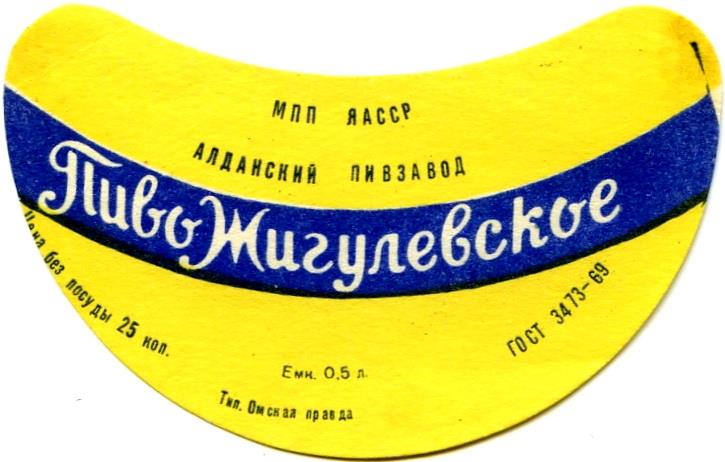 МПП ЯАССР
АЛДАНСКИЙ ПИВЗАВОД
Пиво Жигулевское
Цена без посуды 25 коп.
ГОСТ 3473-69
Емк. 0,5 л.
Тип. Омская правда